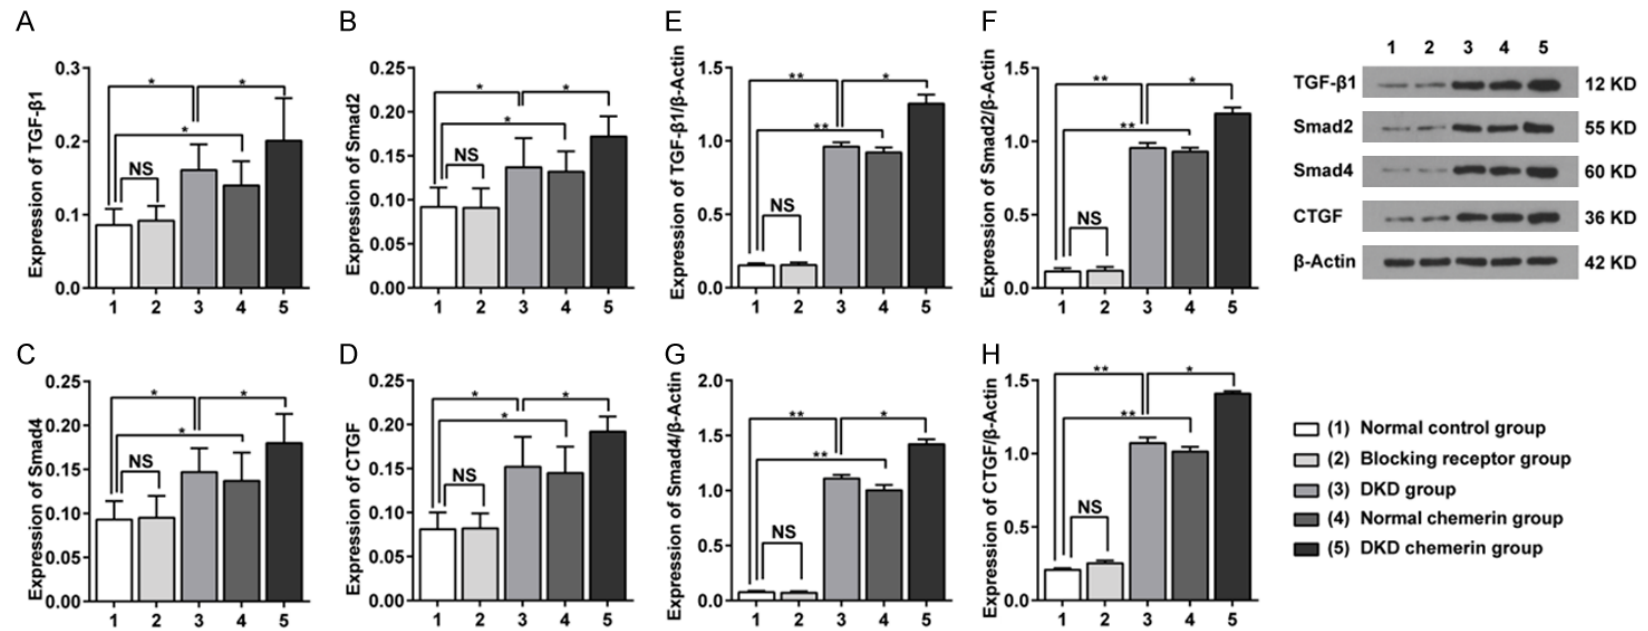 A
Expression of TGF-β1
0.3
0.2
0.1
0.0
*
*
*
NS
1 2 3 4 5
B
Expression of Smad2
0.25
0.20
0.15
0.10
0.05
0.00
*
*
*
NS
1 2 3 4 5
E
Expression of TGF-β1/β-Actin
1.5
1.0
0.5
0.0
**
*
**
NS
1 2 3 4 5
F
Expression of Smad2/β-Actin
1.5
1.0
0.5
0.0
**
*
**
NS
1 2 3 4 5
1 2 3 4 5
TGF-β1 12 KD
Smad2 55 KD
Smad4 60 KD
CTGF 36 KD
β-Actin 42 KD
C
Expression of Smad4
0.25
0.20
0.15
0.10
0.05
0.00
*
*
*
NS
1 2 3 4 5
D
Expression of CTGF
0.25
0.20
0.15
0.10
0.05
0.00
*
*
*
NS
1 2 3 4 5
G
Expression of Smad4/β-Actin
2.0
1.5
1.0
0.5
0.0
**
*
**
NS
1 2 3 4 5
H
Expression of CTGF/β-Actin
1.5
1.0
0.5
0.0
**
*
**
NS
1 2 3 4 5
(1) Normal control group
(2) Blocking receptor group
(3) DKD group
(4) Normal chemerin group
(5) DKD chemerin group